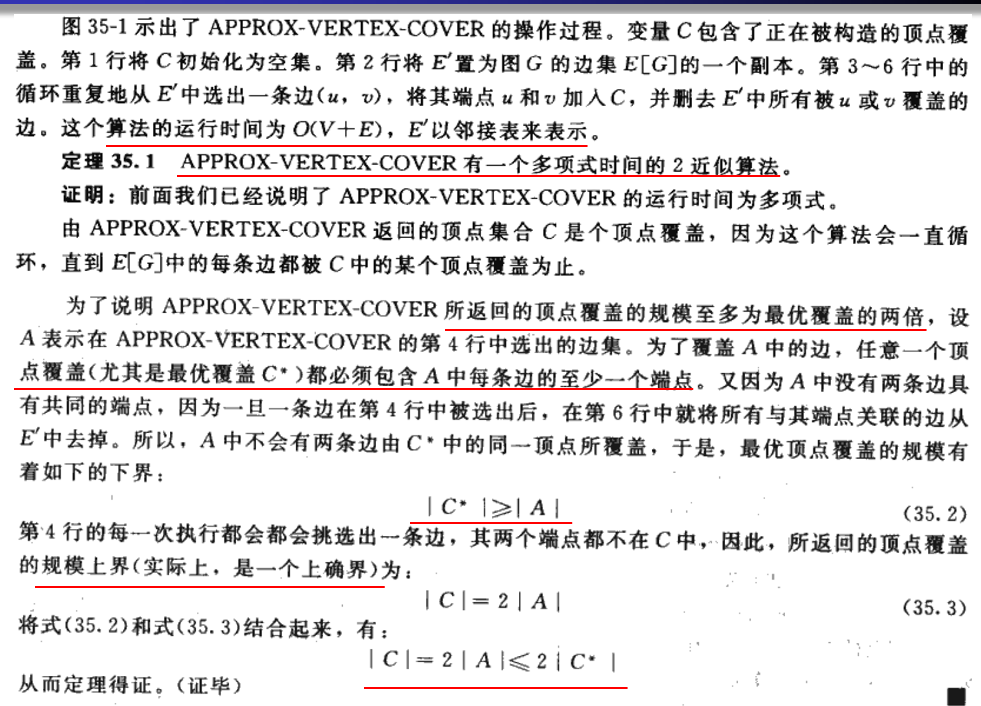 图 35-1 示出了 APPROX-VERTEX-COVER 的操作过程。变量 C 包含了正在被构造的顶点覆
盖。第 1 行将 C 初始化为空集。第 2 行将 E′置为图 G 的边集 E[G]的一个副本。第 3~6 行中的
循环重复地从 E′中选出一条边(u，v)，将其端点 u 和 v 加入 C，并删去 E′中所有被 u 或 v 覆盖的
边。这个算法的运行时间为 O(V+E)，E′以邻接表来表示。
定理 35.1 APPROX-VERTEX-COVER 有一个多项式时间的 2 近似算法。
证明：前面我们已经说明了 APPROX-VERTEX-COVER 的运行时间为多项式。
由 APPROX-VERTEX-COVER 返回的顶点集合 C 是个顶点覆盖，因为这个算法会一直循
环，直到 E[G]中的每条边都被 C 中的某个顶点覆盖为止。
为了说明 APPROX-VERTEX-COVER 所返回的顶点覆盖的规模至多为最优覆盖的两倍，设
A 表示在 APPROX-VERTEX-COVER 的第 4 行中选出的边集。为了覆盖 A 中的边，任意一个顶
点覆盖(尤其是最优覆盖 C*)都必须包含 A 中每条边的至少一个端点。又因为 A 中没有两条边具
有共同的端点，因为一旦一条边在第 4 行中被选出后，在第 6 行中就将所有与其端点关联的边从
E′中去掉。所以，A 中不会有两条边由 C* 中的同一顶点所覆盖，于是，最优顶点覆盖的规模有
着如下的下界：
|C*|≥|A| (35.2)
第 4 行的每一次执行都会都会挑选出一条边，其两个端点都不在 C 中，因此，所返回的顶点覆盖
的规模上界(实际上，是一个上确界)为：
|C|=2|A| (35.3)
将式(35.2)和式(35.3)结合起来，有：
|C|=2|A|≤2|C*|
从而定理得证。(证毕)